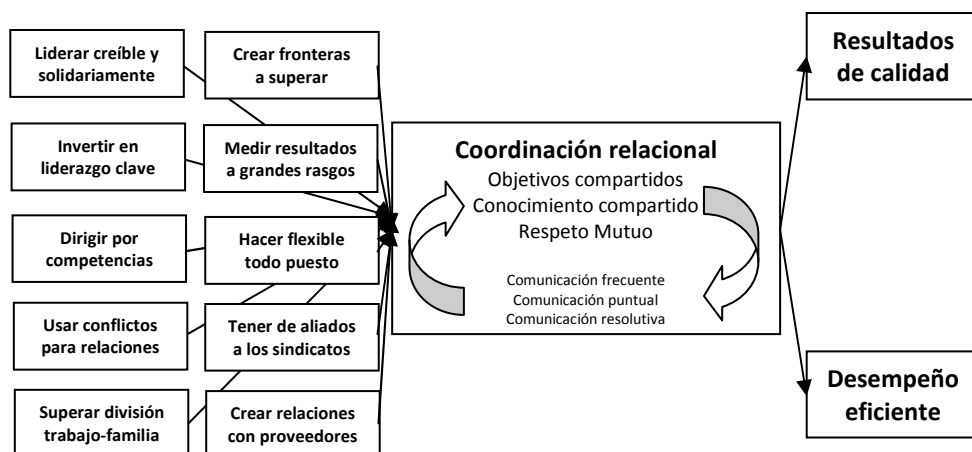 Liderar creíble y
solidariamente
Crear fronteras
a superar
Invertir en
liderazgo clave
Medir resultados
a grandes rasgos
Dirigir por
competencias
Hacer flexible
todo puesto
Usar conflictos
para relaciones
Tener de aliados
a los sindicatos
Superar división
trabajo-familia
Crear relaciones
con proveedores
Coordinación relacional
Objetivos compartidos
Conocimiento compartido
Respeto Mutuo
Comunicación frecuente
Comunicación puntual
Comunicación resolutiva
Resultados
de calidad
Desempeño
eficiente